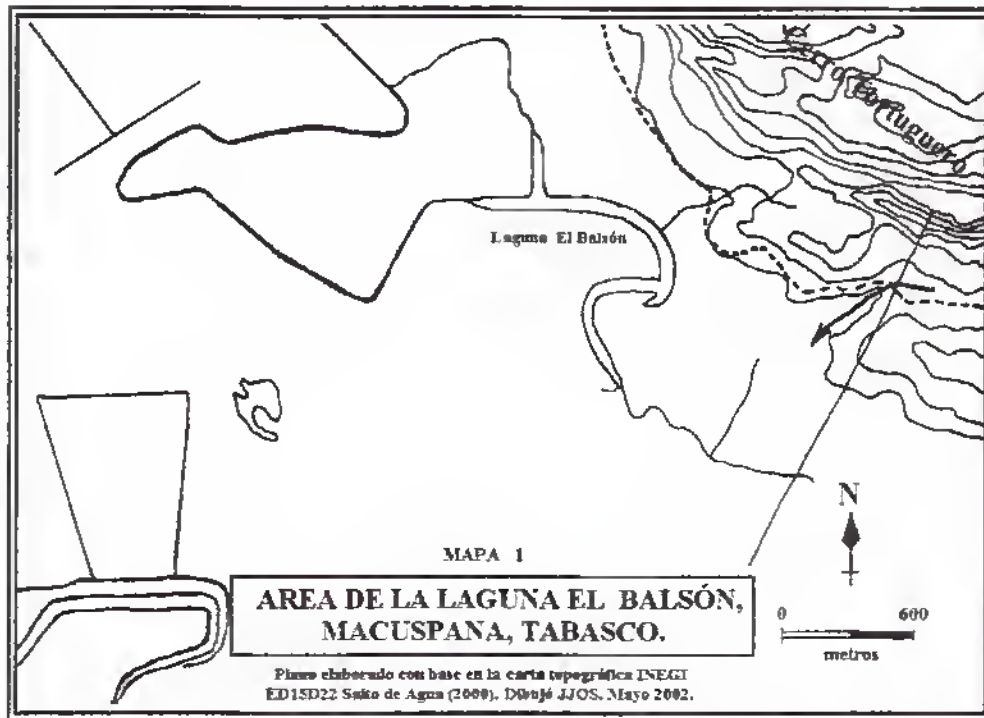 Cerro Tortuguero
Laguna El Balsón
N
MAPA 1
AREA DE LA LAGUNA EL BALSÓN,
MACUSPANA, TABASCO.
0 600
metros
Plano elaborado con base en la carta topográfica INEGI
ED15D22 Salto de Agua (2000). Dibujó JJOS. Mayo 2002.